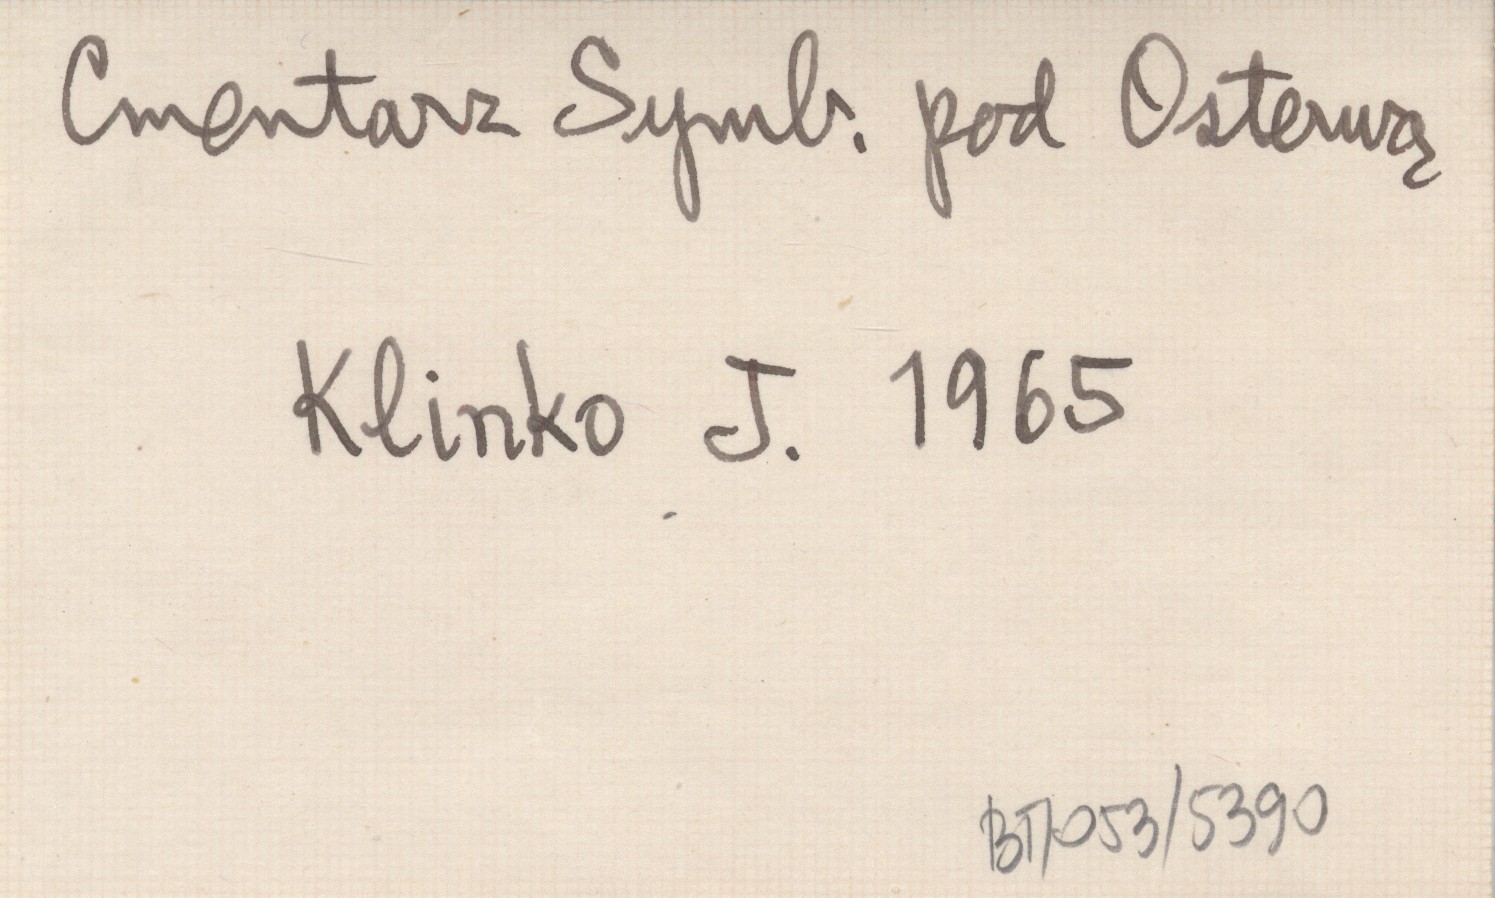 Cmentarz Symb. pod Osterwą
Klinko J. 1965
BT/053/5390